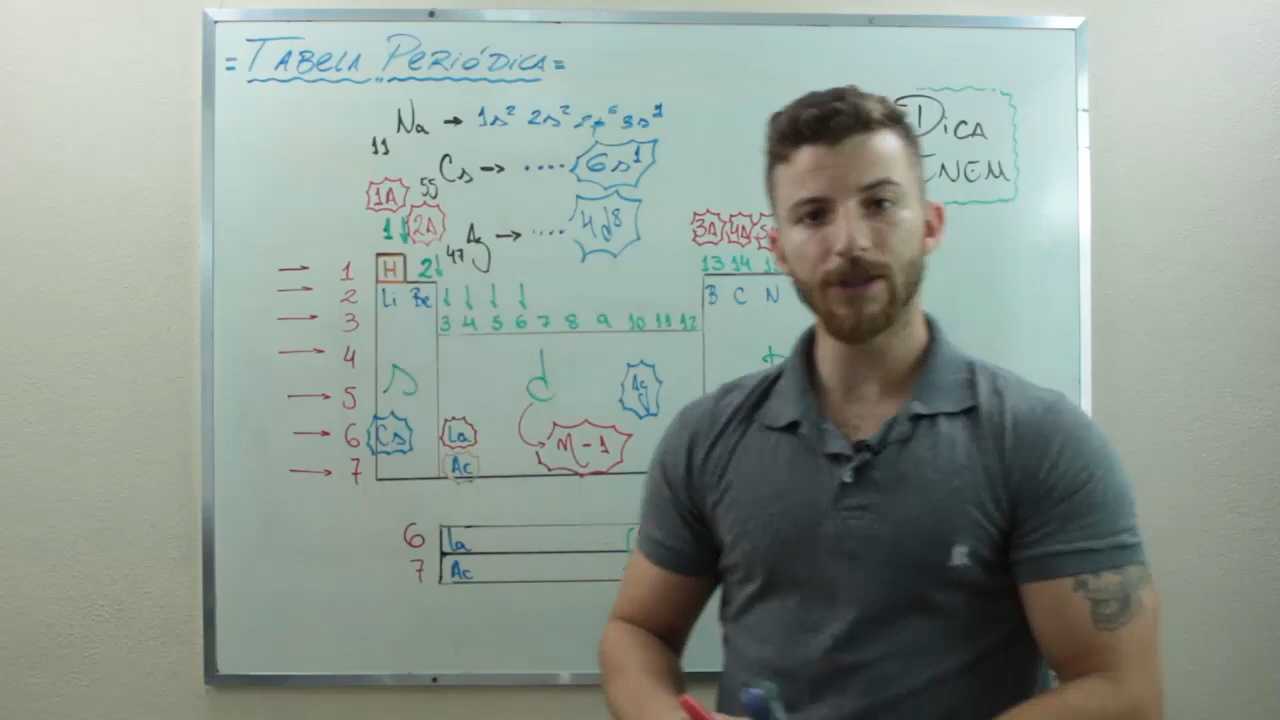 = Tabela Periódica =
Dica
ENEM
11 Na → 1s² 2s² 2p⁶ 3s¹
55 Cs → ..... 6s¹
47 Ag → ..... 4d⁸
1A 2A 3A 4A
1 2 13 14
1 H
2 Li Be B C N
3 3 4 5 6 7 8 9 10 11 12
4 s d p
5 Ag
6 Cs La n-1
7 Ac
6 La
7 Ac